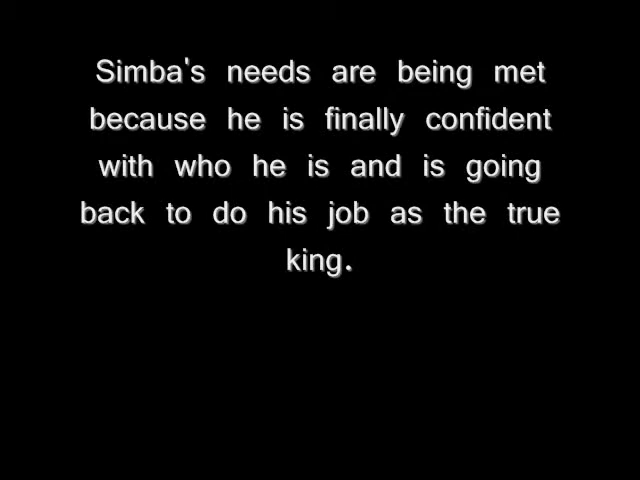 Simba's needs are being met
because he is finally confident
with who he is and is going
back to do his job as the true
king.